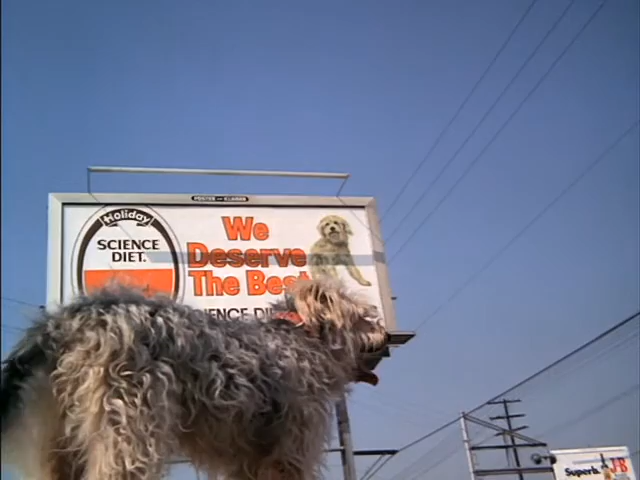 Holiday
SCIENCE
DIET.
We
Deserve
The Best
Superb.
J&B